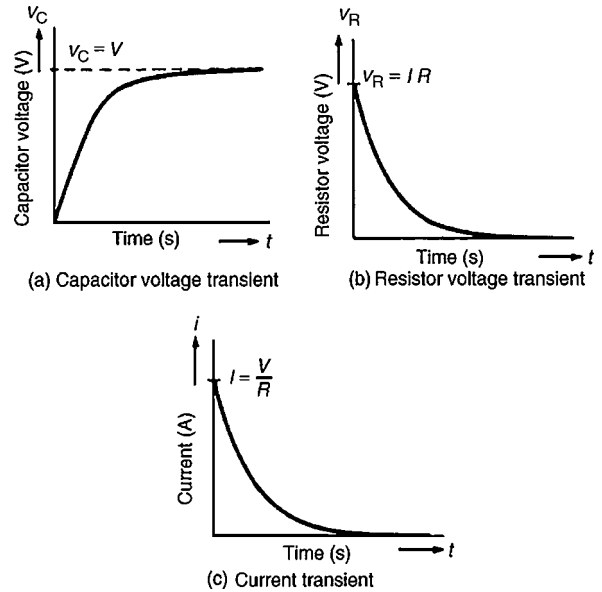 v_C
v_C = V
Capacitor voltage (V)
Time (s)
t
(a) Capacitor voltage transient
v_R
v_R = I R
Resistor voltage (V)
Time (s)
t
(b) Resistor voltage transient
i
I = V/R
Current (A)
Time (s)
t
(c) Current transient